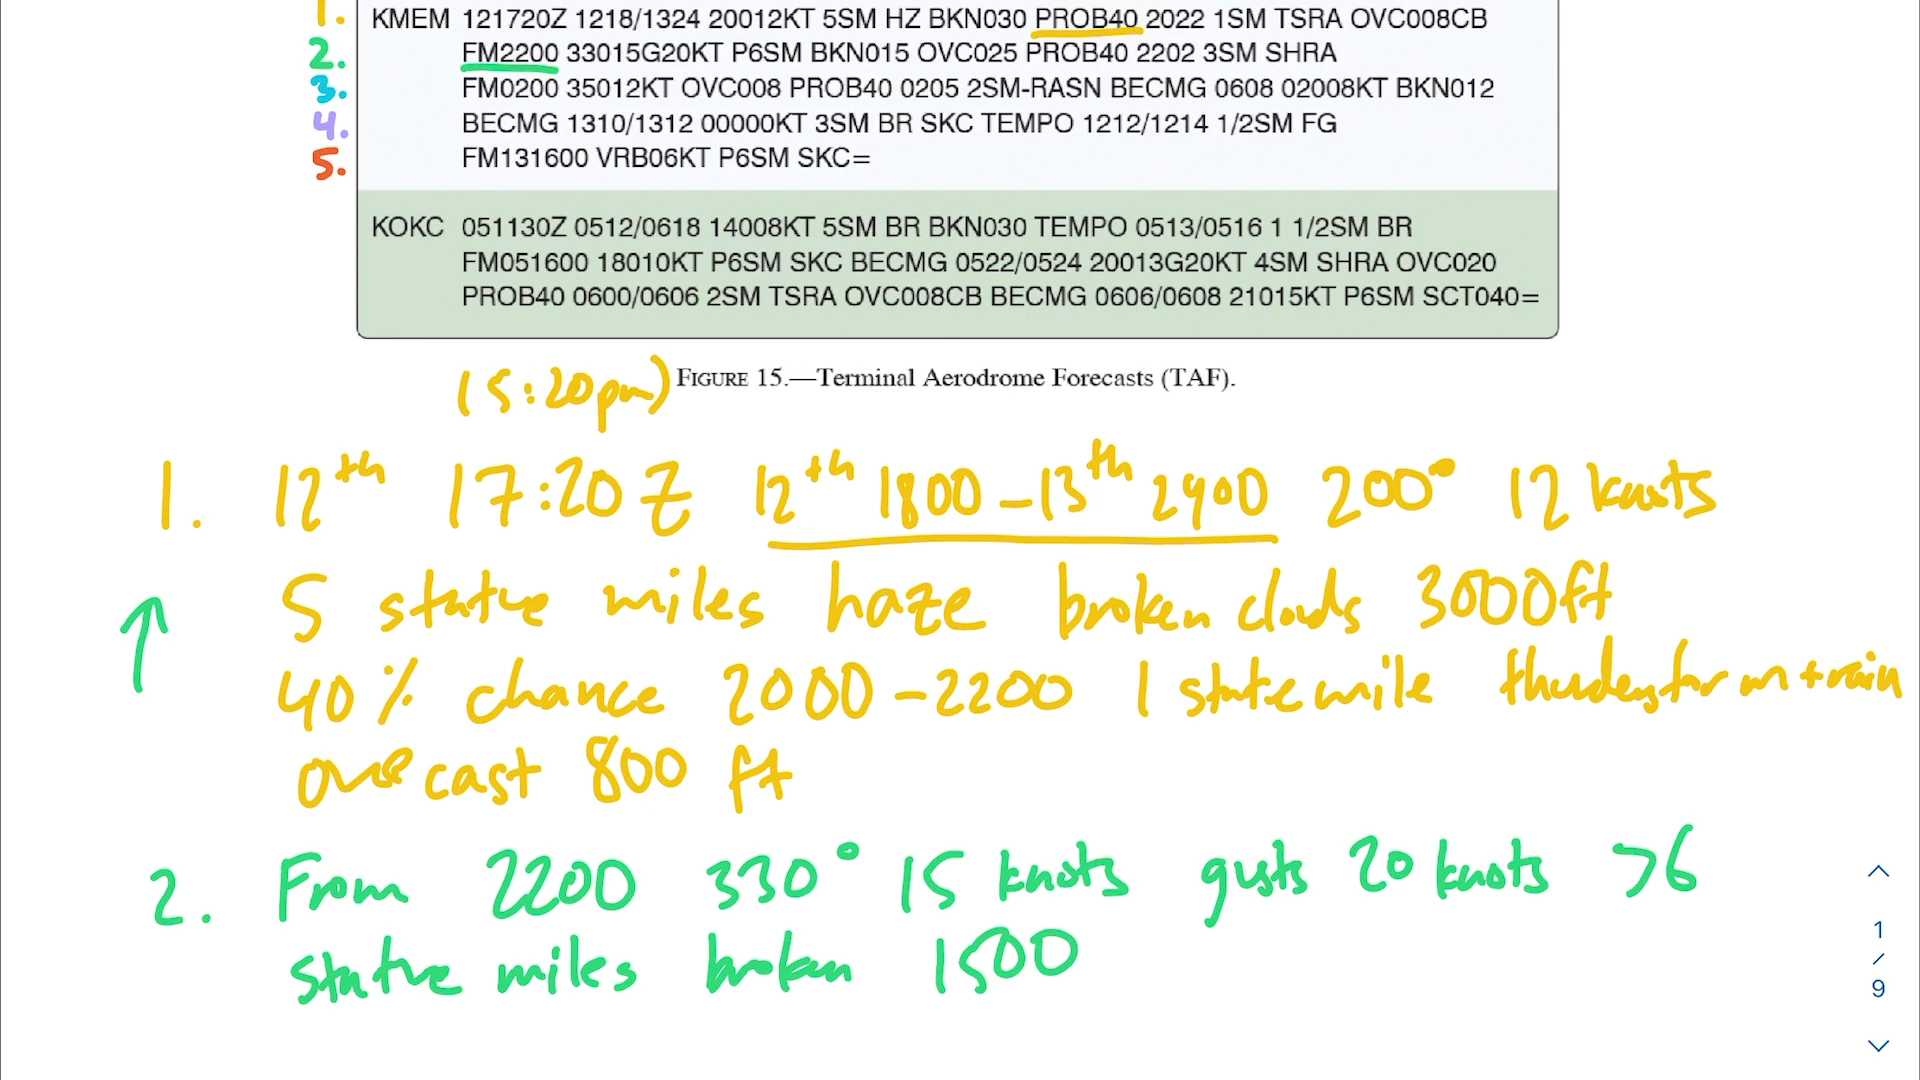 1.
KMEM 121720Z 1218/1324 20012KT 5SM HZ BKN030 PROB40 2022 1SM TSRA OVC008CB
2.
FM2200 33015G20KT P6SM BKN015 OVC025 PROB40 2202 3SM SHRA
3.
FM0200 35012KT OVC008 PROB40 0205 2SM-RASN BECMG 0608 02008KT BKN012
4.
BECMG 1310/1312 00000KT 3SM BR SKC TEMPO 1212/1214 1/2SM FG
5.
FM131600 VRB06KT P6SM SKC=
KOKC 051130Z 0512/0618 14008KT 5SM BR BKN030 TEMPO 0513/0516 1 1/2SM BR
FM051600 18010KT P6SM SKC BECMG 0522/0524 20013G20KT 4SM SHRA OVC020
PROB40 0600/0606 2SM TSRA OVC008CB BECMG 0606/0608 21015KT P6SM SCT040=
(5:20pm)
FIGURE 15.—Terminal Aerodrome Forecasts (TAF).
1. 12th 17:20 Z 12th 1800 - 13th 2400 200° 12 knots
5 statue miles haze broken clouds 3000ft
40% chance 2000 - 2200 1 statue mile thunderstorm + rain
overcast 800 ft
2. From 2200 330° 15 knots gusts 20 knots >6
statue miles broken 1500
1
/
9